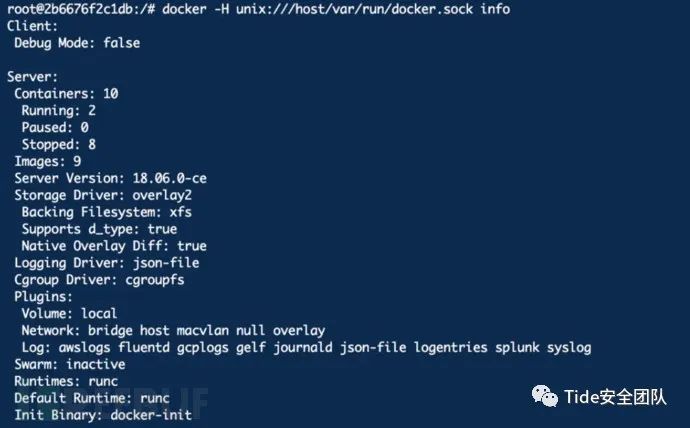 root@2b6676f2c1db:/# docker -H unix:///host/var/run/docker.sock info
Client:
 Debug Mode: false

Server:
 Containers: 10
  Running: 2
  Paused: 0
  Stopped: 8
 Images: 9
 Server Version: 18.06.0-ce
 Storage Driver: overlay2
  Backing Filesystem: xfs
  Supports d_type: true
  Native Overlay Diff: true
 Logging Driver: json-file
 Cgroup Driver: cgroupfs
 Plugins:
  Volume: local
  Network: bridge host macvlan null overlay
  Log: awslogs fluentd gcplogs gelf journald json-file logentries splunk syslog
 Swarm: inactive
 Runtimes: runc
 Default Runtime: runc
 Init Binary: docker-init
Tide安全团队